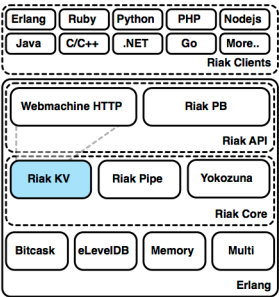 Erlang Ruby Python PHP Nodejs
Java C/C++ .NET Go More..
Riak Clients
Webmachine HTTP Riak PB
Riak API
Riak KV Riak Pipe Yokozuna
Riak Core
Bitcask eLevelDB Memory Multi
Erlang